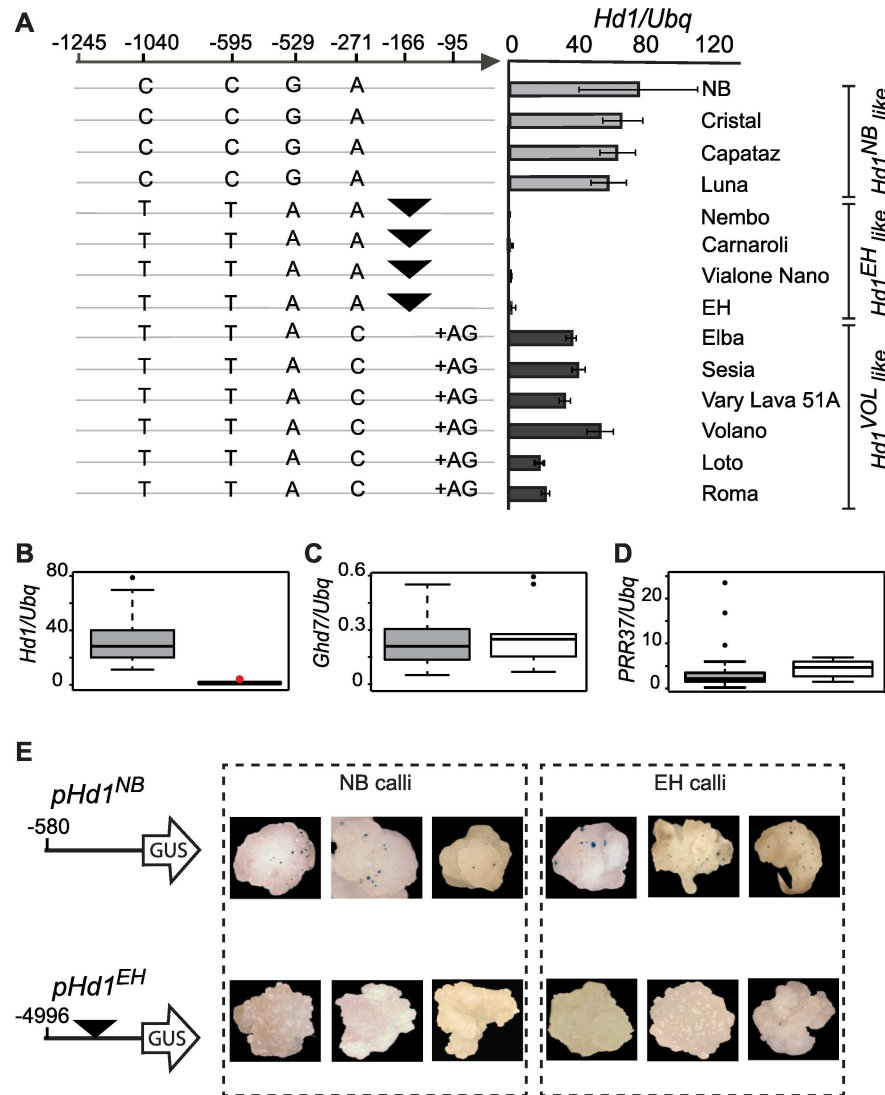 A
Hd1/Ubq
-1245 -1040 -595 -529 -271 -166 -95
0 40 80 120
C C G A NB
C C G A Cristal
C C G A Capataz
C C G A Luna
T T A A Nembo
T T A A Carnaroli
T T A A Vialone Nano
T T A A EH
T T A C +AG Elba
T T A C +AG Sesia
T T A C +AG Vary Lava 51A
T T A C +AG Volano
T T A C +AG Loto
T T A C +AG Roma
Hd1NB like
Hd1EH like
Hd1VOL like
B
Hd1/Ubq
80
40
0
C
Ghd7/Ubq
0.6
0.3
0
D
PRR37/Ubq
20
10
0
E
pHd1NB
-580
GUS
NB calli
EH calli
pHd1EH
-4996
GUS